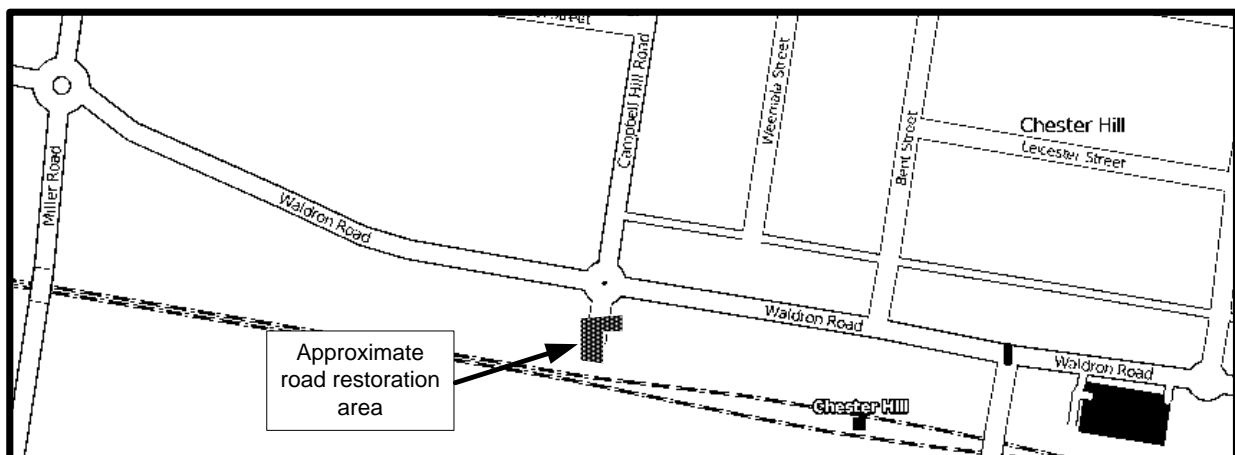 Campbell Hill Road
Weemala Street
Bent Street
Chester Hill
Leicester Street
Miller Road
Waldron Road
Waldron Road
Waldron Road
Approximate
road restoration
area
Chester Hill